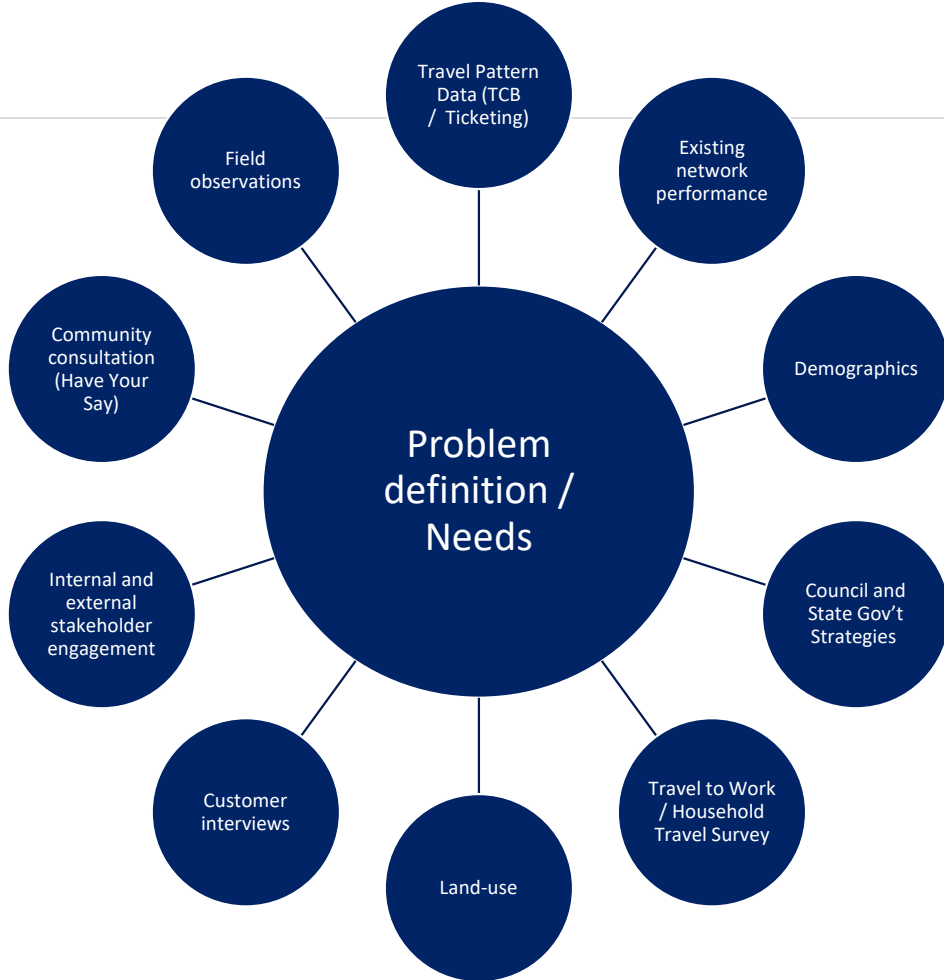 Travel Pattern
Data (TCB
/ Ticketing)
Existing
network
performance
Demographics
Council and
State Gov’t
Strategies
Travel to Work
/ Household
Travel Survey
Land-use
Customer
interviews
Internal and
external
stakeholder
engagement
Community
consultation
(Have Your
Say)
Field
observations
Problem
definition /
Needs